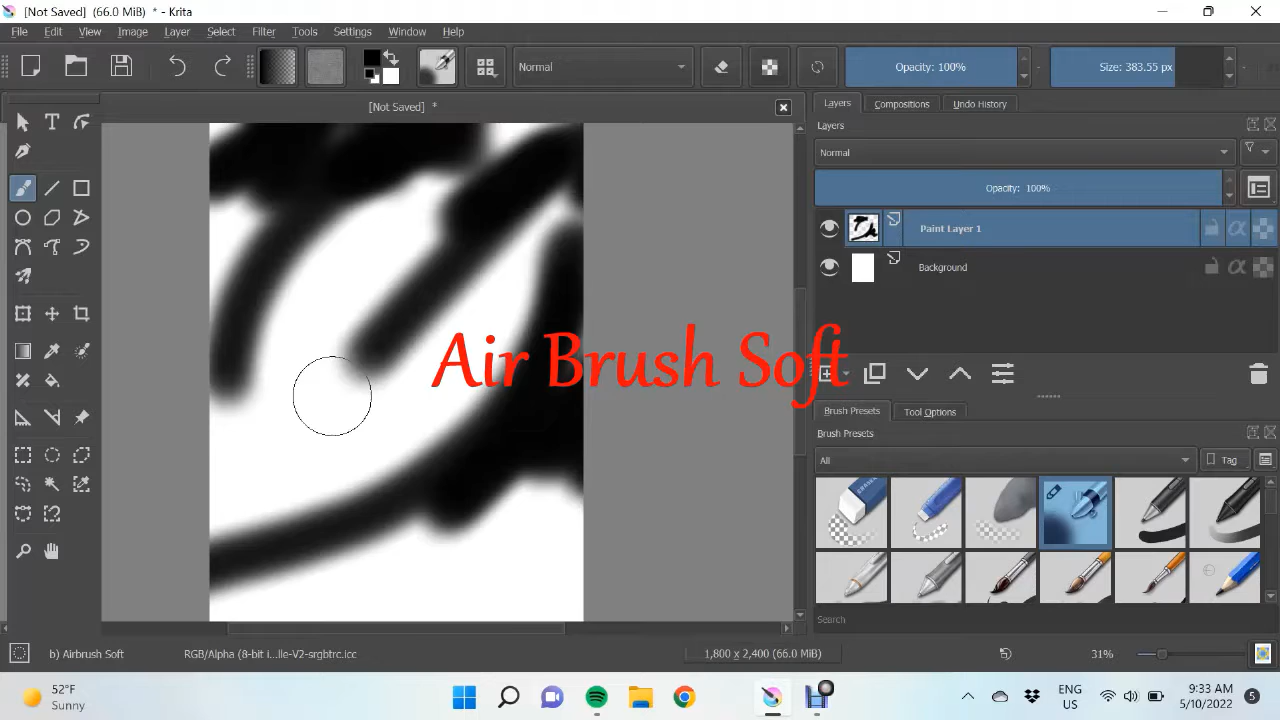 [Not Saved] (66.0 MiB) * - Krita
File Edit View Image Layer Select Filter Tools Settings Window Help
Normal
Opacity: 100%
Size: 383.55 px
[Not Saved] *
Layers Compositions Undo History
Layers
Normal
Opacity: 100%
Paint Layer 1
Background
Air Brush Soft
Brush Presets Tool Options
Brush Presets
All
Tag
Search
b) Airbrush Soft
RGB/Alpha (8-bit i...lle-V2-srgbtrc.icc
1,800 x 2,400 (66.0 MiB)
31%
52°F
Sunny
ENG
US
9:33 AM
5/10/2022
5